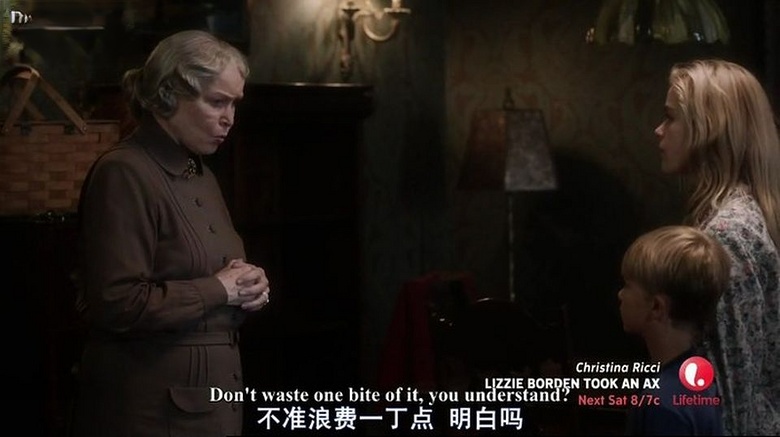 Christina Ricci
LIZZIE BORDEN TOOK AN AX
Next Sat 8/7c
Lifetime
Don't waste one bite of it, you understand?
不准浪费一丁点 明白吗